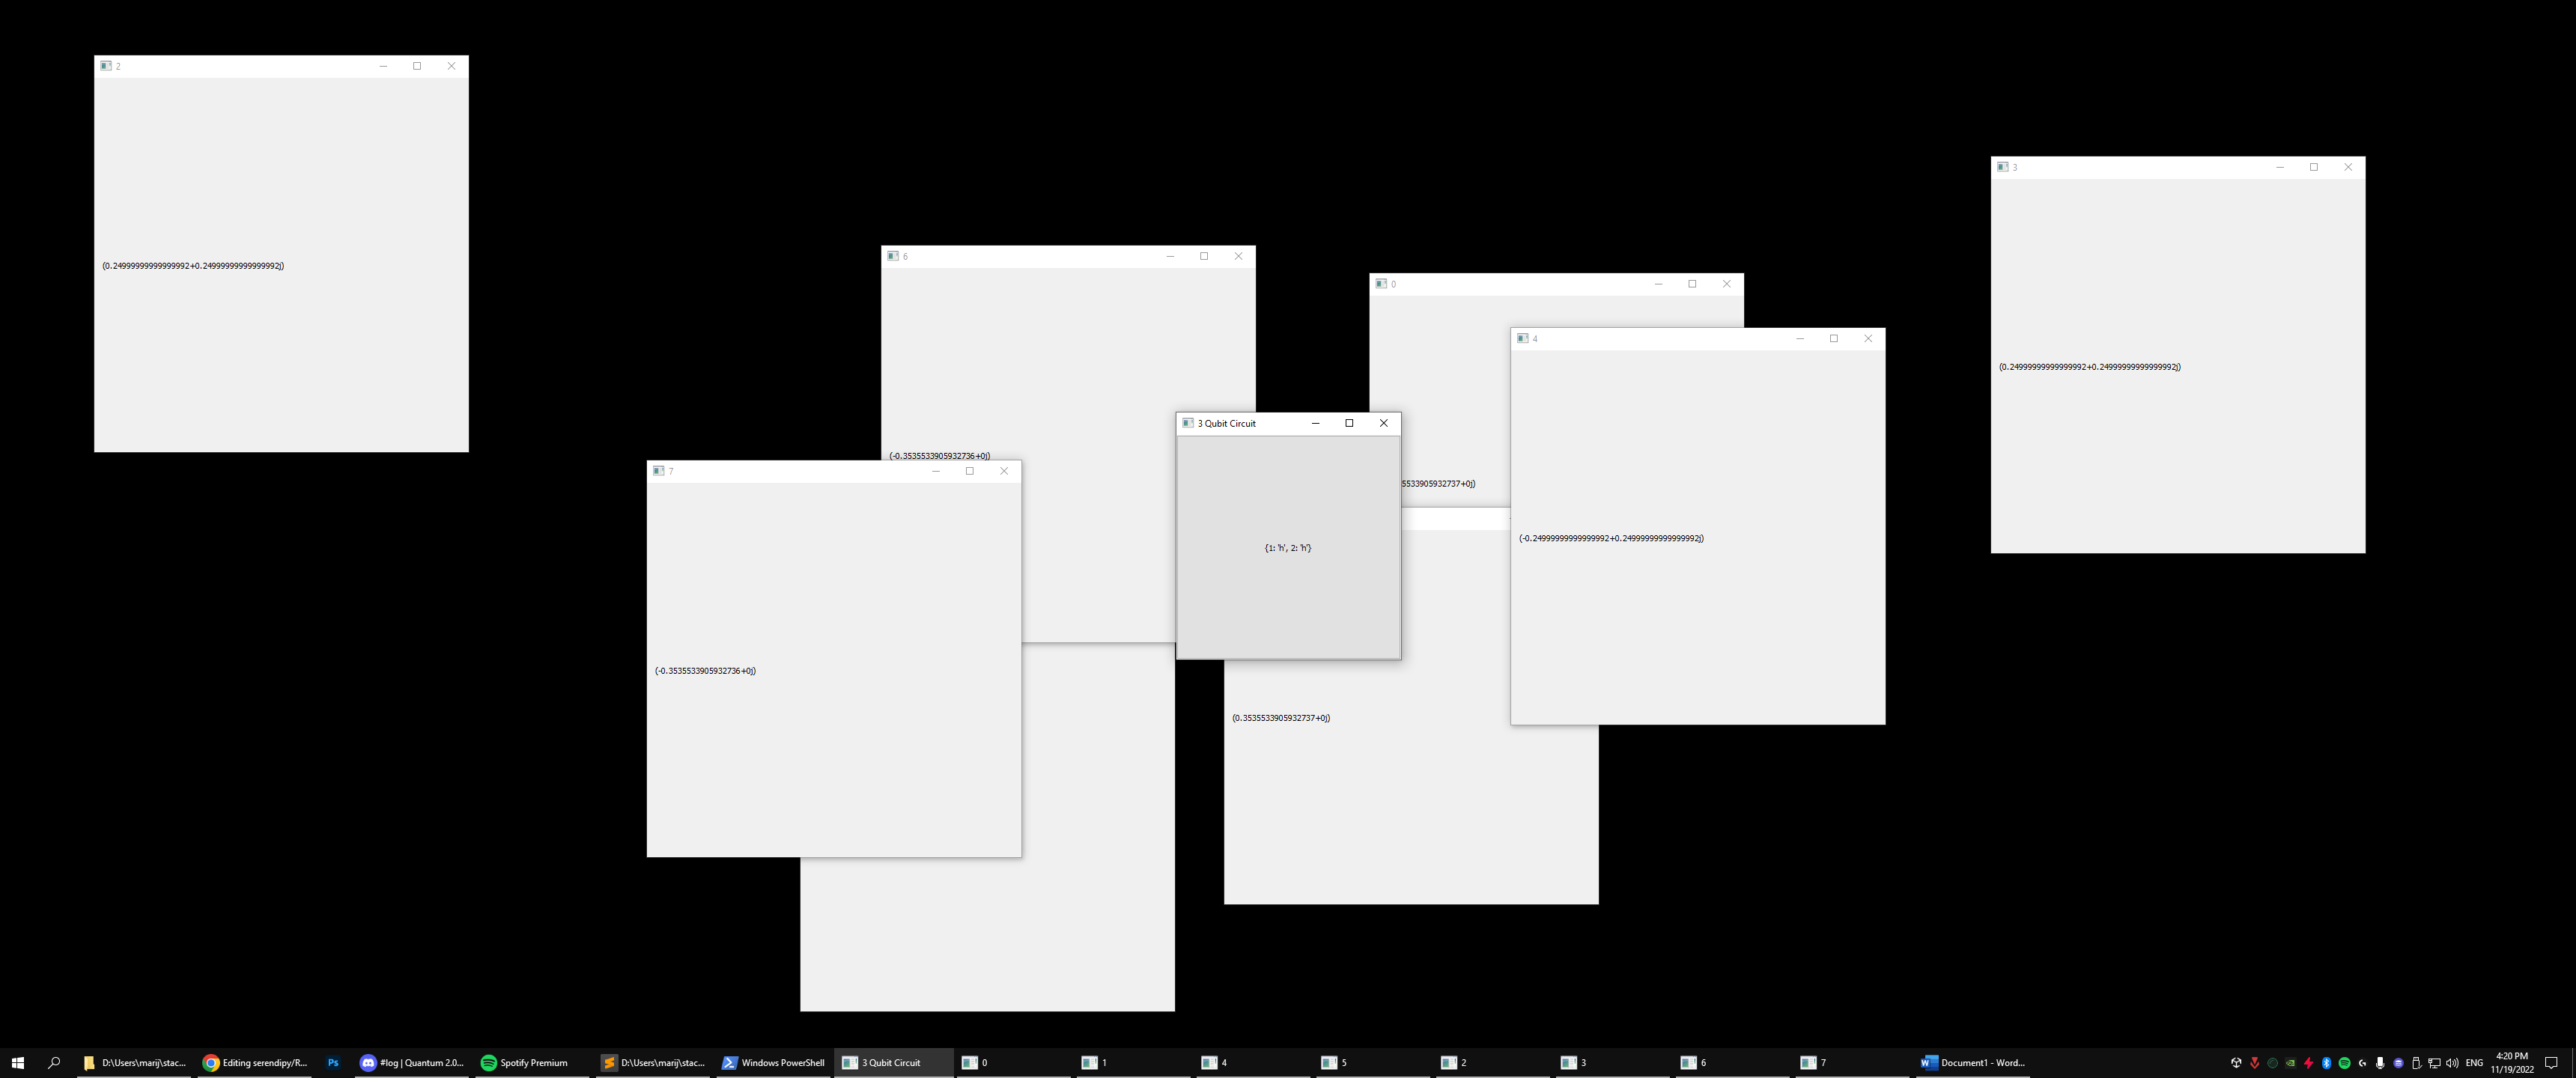 2
(0.24999999999999992+0.24999999999999992j)
3
(0.24999999999999992+0.24999999999999992j)
6
(-0.3535533905932736+0j)
0
5533905932737+0j)
4
(-0.24999999999999992+0.24999999999999992j)
3 Qubit Circuit
{1: 'h', 2: 'h'}
7
(-0.3535533905932736+0j)
(0.3535533905932737+0j)
D:\Users\marij\stac...
Editing serendipy/R...
Ps
#log | Quantum 2.0...
Spotify Premium
D:\Users\marij\stac...
Windows PowerShell
3 Qubit Circuit
0
1
4
5
2
3
6
7
Document1 - Word...
ENG
4:20 PM
11/19/2022